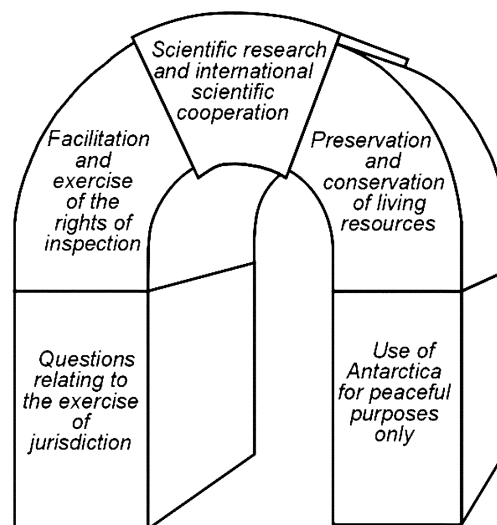 Scientific research
and international
scientific
cooperation
Facilitation
and
exercise
of the
rights of
inspection
Preservation
and
conservation
of living
resources
Questions
relating to
the exercise
of
jurisdiction
Use of
Antarctica
for peaceful
purposes
only